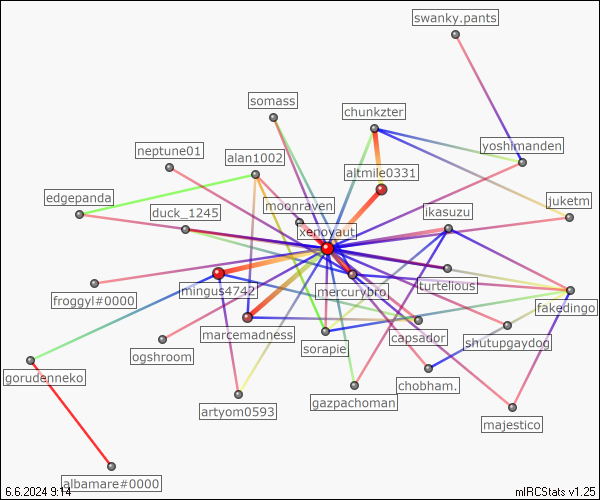 swanky.pants
somass
chunkzter
neptune01
alan1002
yoshimanden
altmile0331
edgepanda
moonraven
juketm
duck_1245
ikasuzu
xenoyaut
froggyl#0000
mingus4742
mercurybro
turtelious
fakedingo
marcemadness
capsador
shutupgaydog
ogshroom
sorapie
gorudenneko
chobham.
artyom0593
gazpachoman
majestico
albamare#0000
6.6.2024 9:14
mIRCStats v1.25